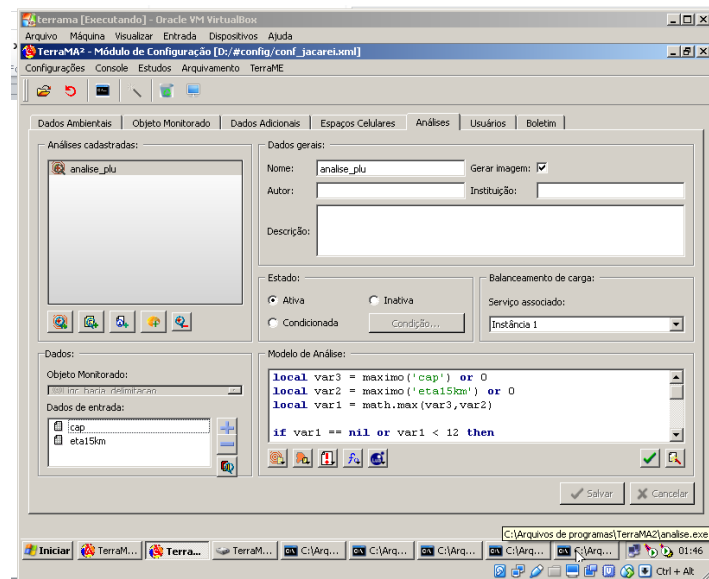 terrama [Executando] - Oracle VM VirtualBox
Arquivo Máquina Visualizar Entrada Dispositivos Ajuda
TerraMA² - Módulo de Configuração [D:/#config/conf_jacarei.xml]
Configurações Console Estudos Arquivamento TerraME
Dados Ambientais Objeto Monitorado Dados Adicionais Espaços Celulares Análises Usuários Boletim
Análises cadastradas:
analise_plu
Dados gerais:
Nome: analise_plu Gerar imagem:
Autor: Instituição:
Descrição:
Estado:
Ativa Inativa
Condicionada Condição...
Balanceamento de carga:
Serviço associado:
Instância 1
Dados:
Objeto Monitorado:
Dados de entrada:
cap
eta15km
Modelo de Análise:
local var3 = maximo('cap') or 0
local var2 = maximo('eta15km') or 0
local var1 = math.max(var3,var2)
if var1 == nil or var1 < 12 then
Salvar Cancelar
C:\Arquivos de programas\TerraMA2\analise.exe
Iniciar TerraM... Terra... TerraM... C:\Arq... C:\Arq... C:\Arq... C:\Arq... C:\Arq... 01:46
Ctrl + Alt